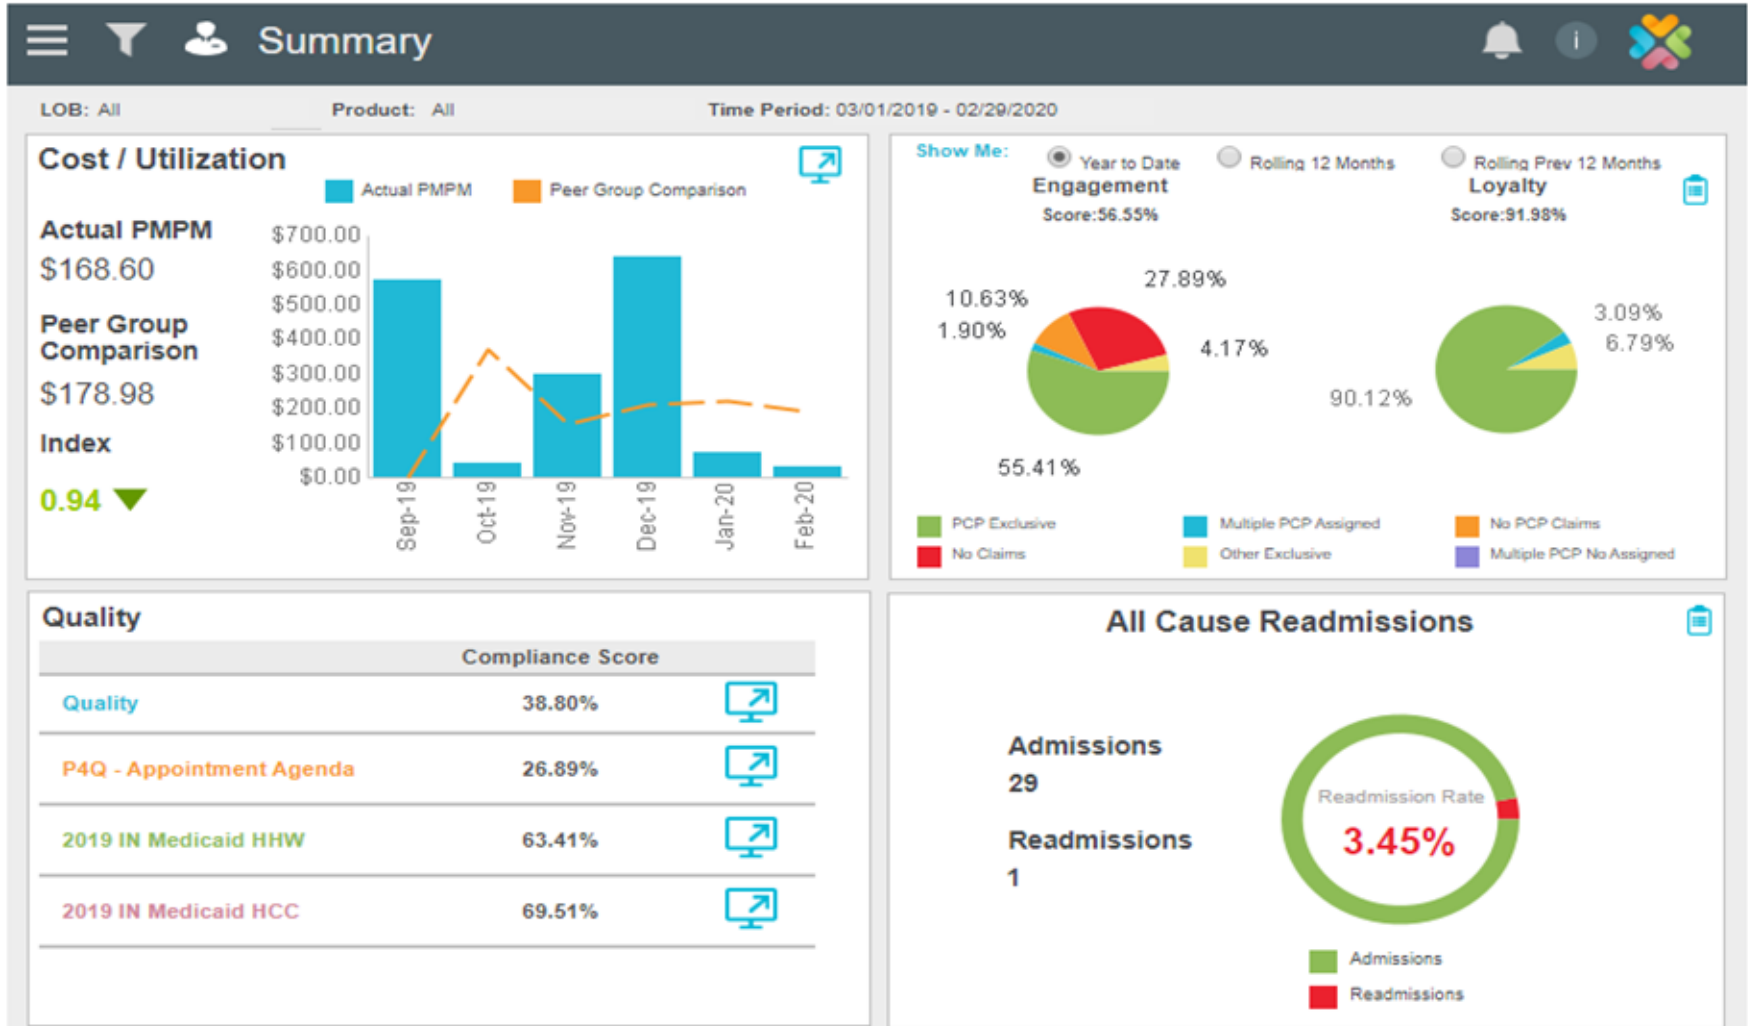 Summary
i
LOB: All Product: All Time Period: 03/01/2019 - 02/29/2020
Cost / Utilization
Actual PMPM Peer Group Comparison
Actual PMPM
$168.60
Peer Group
Comparison
$178.98
Index
0.94
$700.00
$600.00
$500.00
$400.00
$300.00
$200.00
$100.00
$0.00
Sep-19 Oct-19 Nov-19 Dec-19 Jan-20 Feb-20
Show Me: Year to Date Rolling 12 Months Rolling Prev 12 Months
Engagement
Score:56.55%
27.89%
10.63%
1.90%
4.17%
55.41%
Loyalty
Score:91.98%
3.09%
6.79%
90.12%
PCP Exclusive Multiple PCP Assigned No PCP Claims
No Claims Other Exclusive Multiple PCP No Assigned
Quality
Compliance Score
Quality 38.80%
P4Q - Appointment Agenda 26.89%
2019 IN Medicaid HHW 63.41%
2019 IN Medicaid HCC 69.51%
All Cause Readmissions
Admissions
29
Readmissions
1
Readmission Rate
3.45%
Admissions
Readmissions